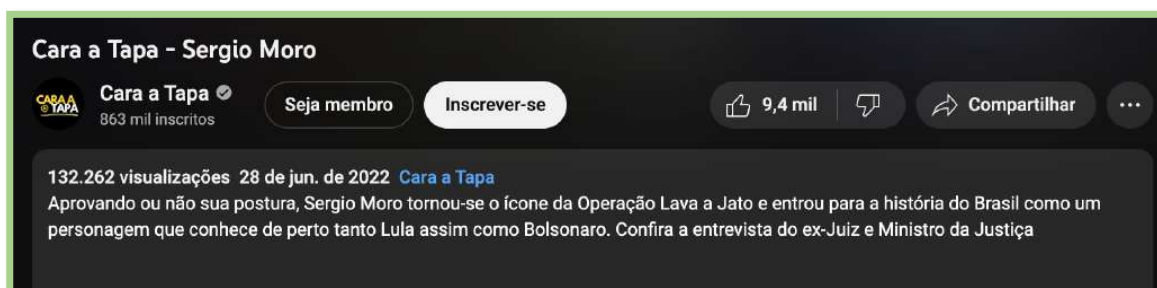 Cara a Tapa - Sergio Moro
CARA A TAPA
Cara a Tapa
863 mil inscritos
Seja membro
Inscrever-se
9,4 mil
Compartilhar
132.262 visualizações 28 de jun. de 2022 Cara a Tapa
Aprovando ou não sua postura, Sergio Moro tornou-se o ícone da Operação Lava a Jato e entrou para a história do Brasil como um
personagem que conhece de perto tanto Lula assim como Bolsonaro. Confira a entrevista do ex-Juiz e Ministro da Justiça